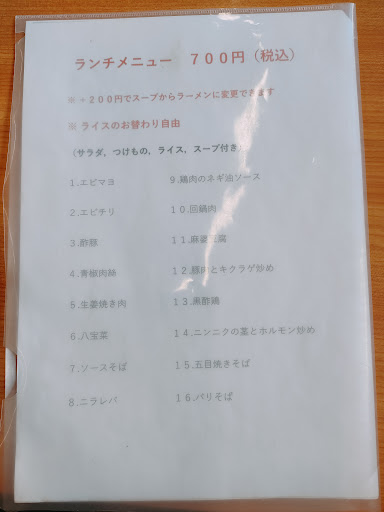 ランチメニュー ７００円（税込）
※ +２００円でスープからラーメンに変更できます
※ ライスのお替わり自由
（サラダ、つけもの、ライス、スープ付き）
１.エビマヨ
２.エビチリ
３.酢豚
４.青椒肉絲
５.生姜焼き肉
６.八宝菜
７.ソースそば
８.ニラレバ
９.鶏肉のネギ油ソース
１０.回鍋肉
１１.麻婆豆腐
１２.豚肉とキクラゲ炒め
１３.黒酢鶏
１４.ニンニクの茎とホルモン炒め
１５.五目焼きそば
１６.バリそば